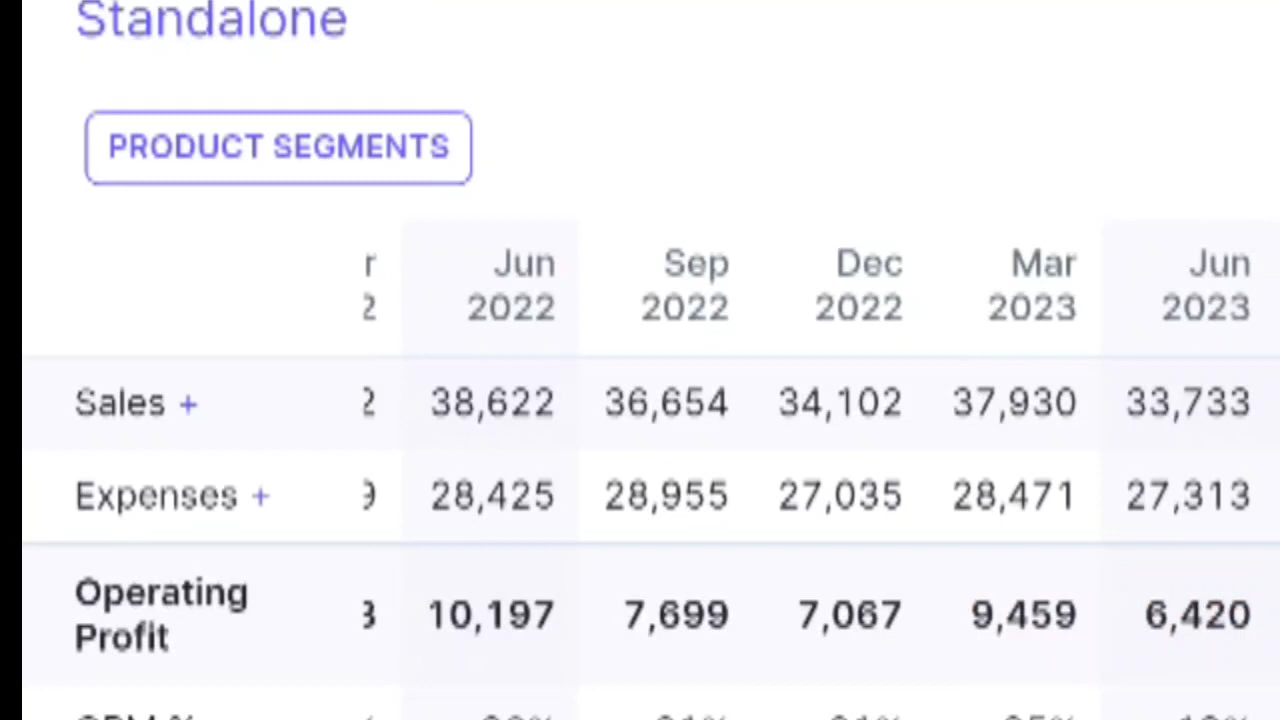 Standalone
PRODUCT SEGMENTS
Jun Sep Dec Mar Jun
2022 2022 2022 2023 2023
Sales + 38,622 36,654 34,102 37,930 33,733
Expenses + 28,425 28,955 27,035 28,471 27,313
Operating
Profit 10,197 7,699 7,067 9,459 6,420